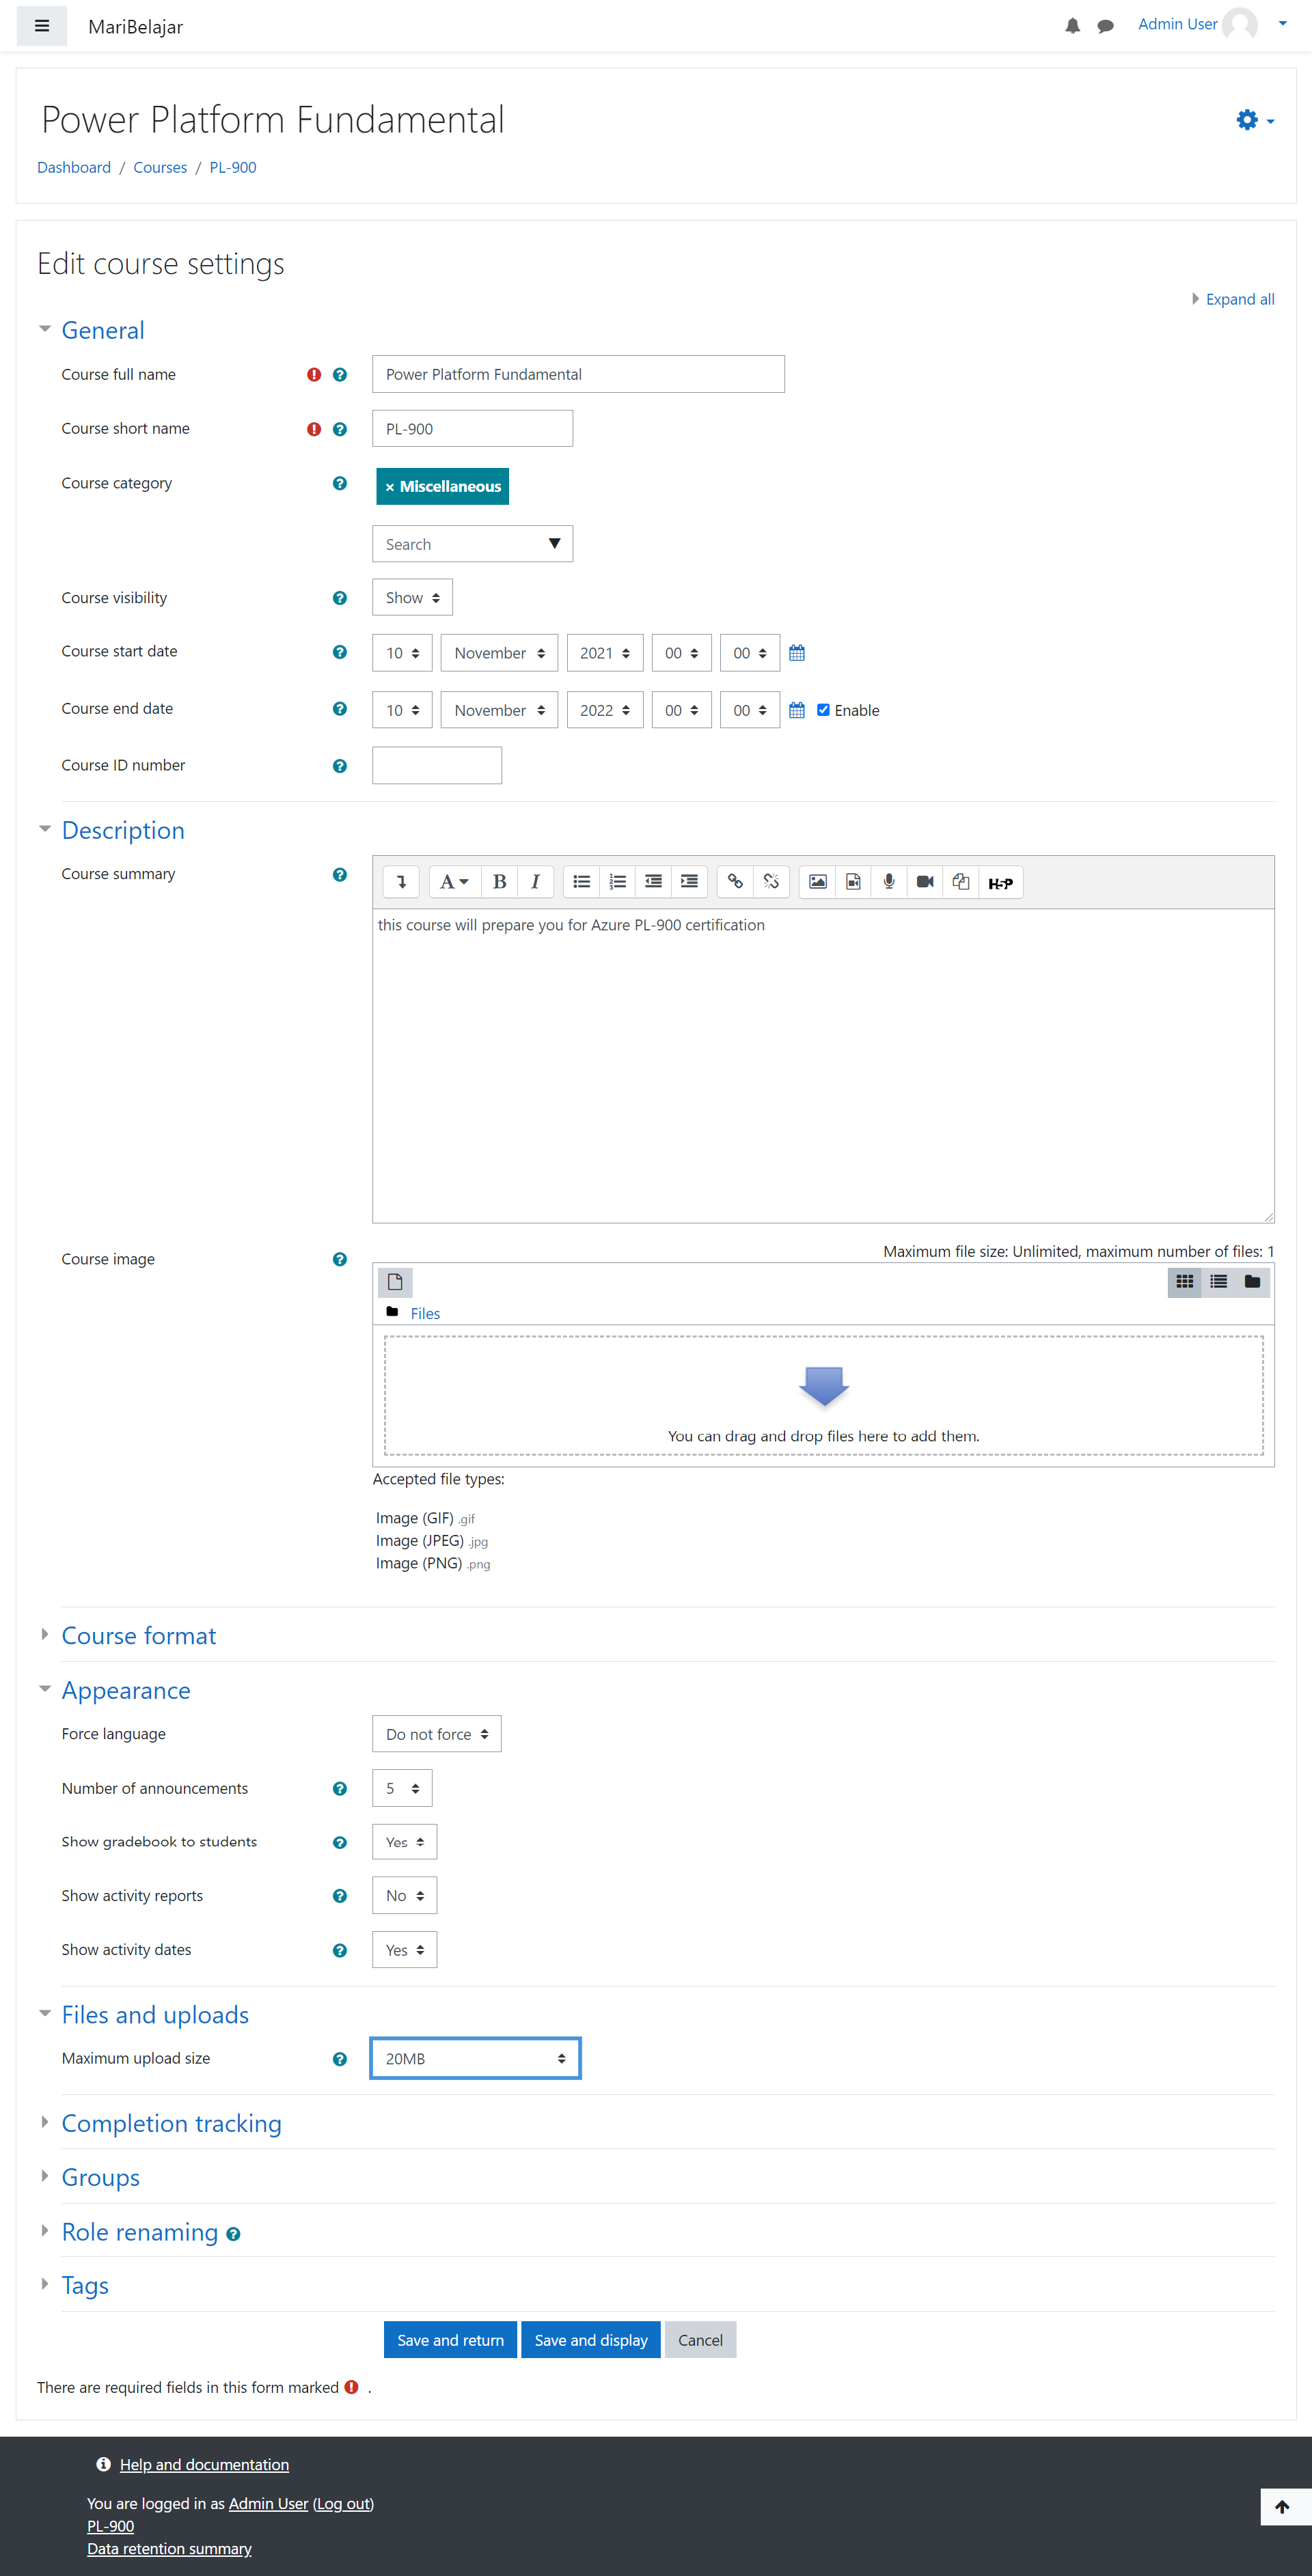 MariBelajar
Admin User
Power Platform Fundamental
Dashboard / Courses / PL-900
Edit course settings
Expand all
General
Course full name
Power Platform Fundamental
Course short name
PL-900
Course category
× Miscellaneous
Search
Course visibility
Show
Course start date
10 November 2021 00 00
Course end date
10 November 2022 00 00 Enable
Course ID number
Description
Course summary
A B I
H5P
this course will prepare you for Azure PL-900 certification
Course image
Maximum file size: Unlimited, maximum number of files: 1
Files
You can drag and drop files here to add them.
Accepted file types:
Image (GIF) .gif
Image (JPEG) .jpg
Image (PNG) .png
Course format
Appearance
Force language
Do not force
Number of announcements
5
Show gradebook to students
Yes
Show activity reports
No
Show activity dates
Yes
Files and uploads
Maximum upload size
20MB
Completion tracking
Groups
Role renaming
Tags
Save and return
Save and display
Cancel
There are required fields in this form marked .
Help and documentation
You are logged in as Admin User (Log out)
PL-900
Data retention summary